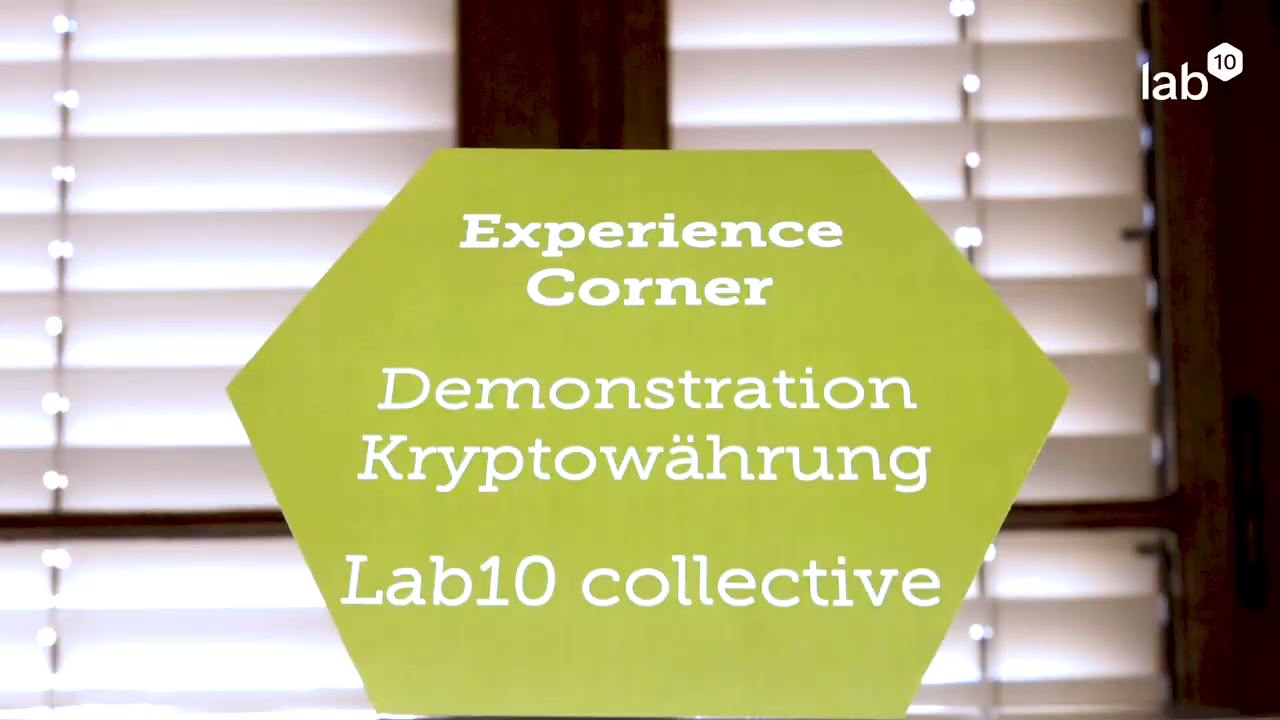 lab10
Experience
Corner
Demonstration
Kryptowährung
Lab10 collective